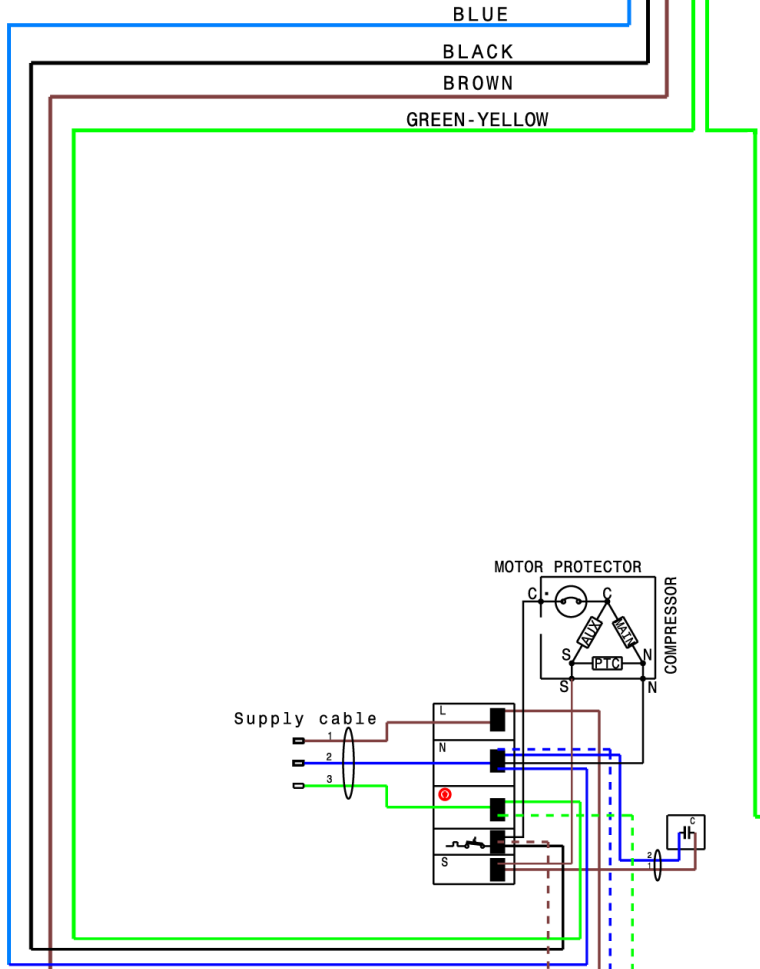 BLUE
BLACK
BROWN
GREEN-YELLOW
MOTOR PROTECTOR
COMPRESSOR
C
C
AUX
MAIN
S
PTC
N
S
N
Supply cable
1
2
3
L
N
S
C
2
1